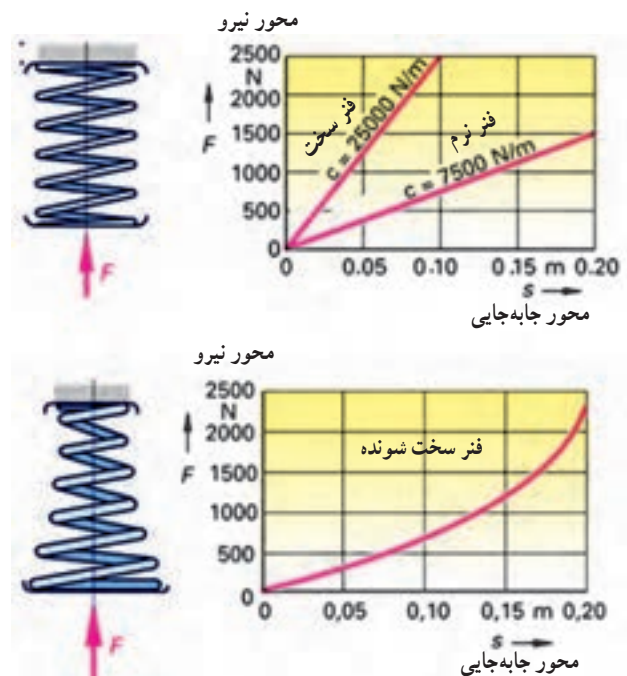 محور نیرو
2500
N
2000
F
1500
1000
500
0
فنر سخت
c = 25000 N/m
فنر نرم
c = 7500 N/m
0 0.05 0.10 0.15 m 0.20
s
محور جابه‌جایی
F
محور نیرو
2500
N
2000
F
1500
1000
500
0
فنر سخت شونده
0 0,05 0,10 0,15 m 0,20
s
محور جابه‌جایی
F